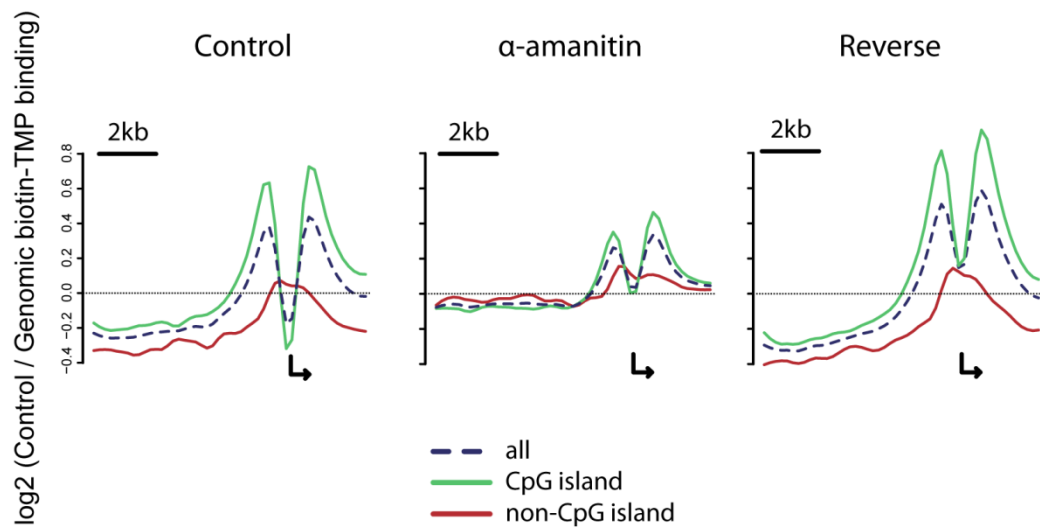 log2 (Control / Genomic biotin-TMP binding)
Control
α-amanitin
Reverse
2kb
2kb
2kb
0.8
0.6
0.4
0.2
0.0
−0.2
−0.4
all
CpG island
non-CpG island